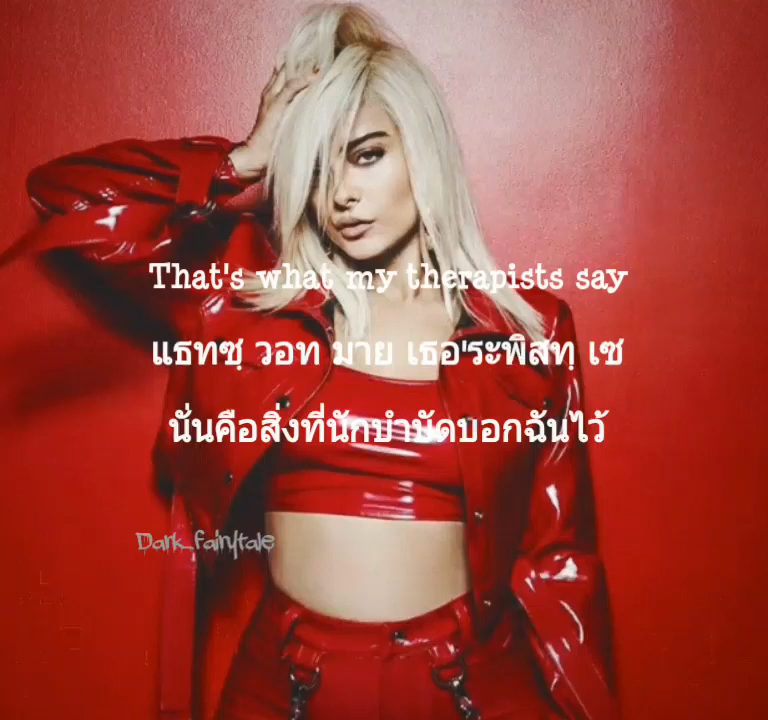 That's what my therapists say
แธทซฺ วอท มาย เธอ'ระพิสทฺ เซ
นั่นคือสิ่งที่นักบำบัดบอกฉันไว้
Dark_fairytale